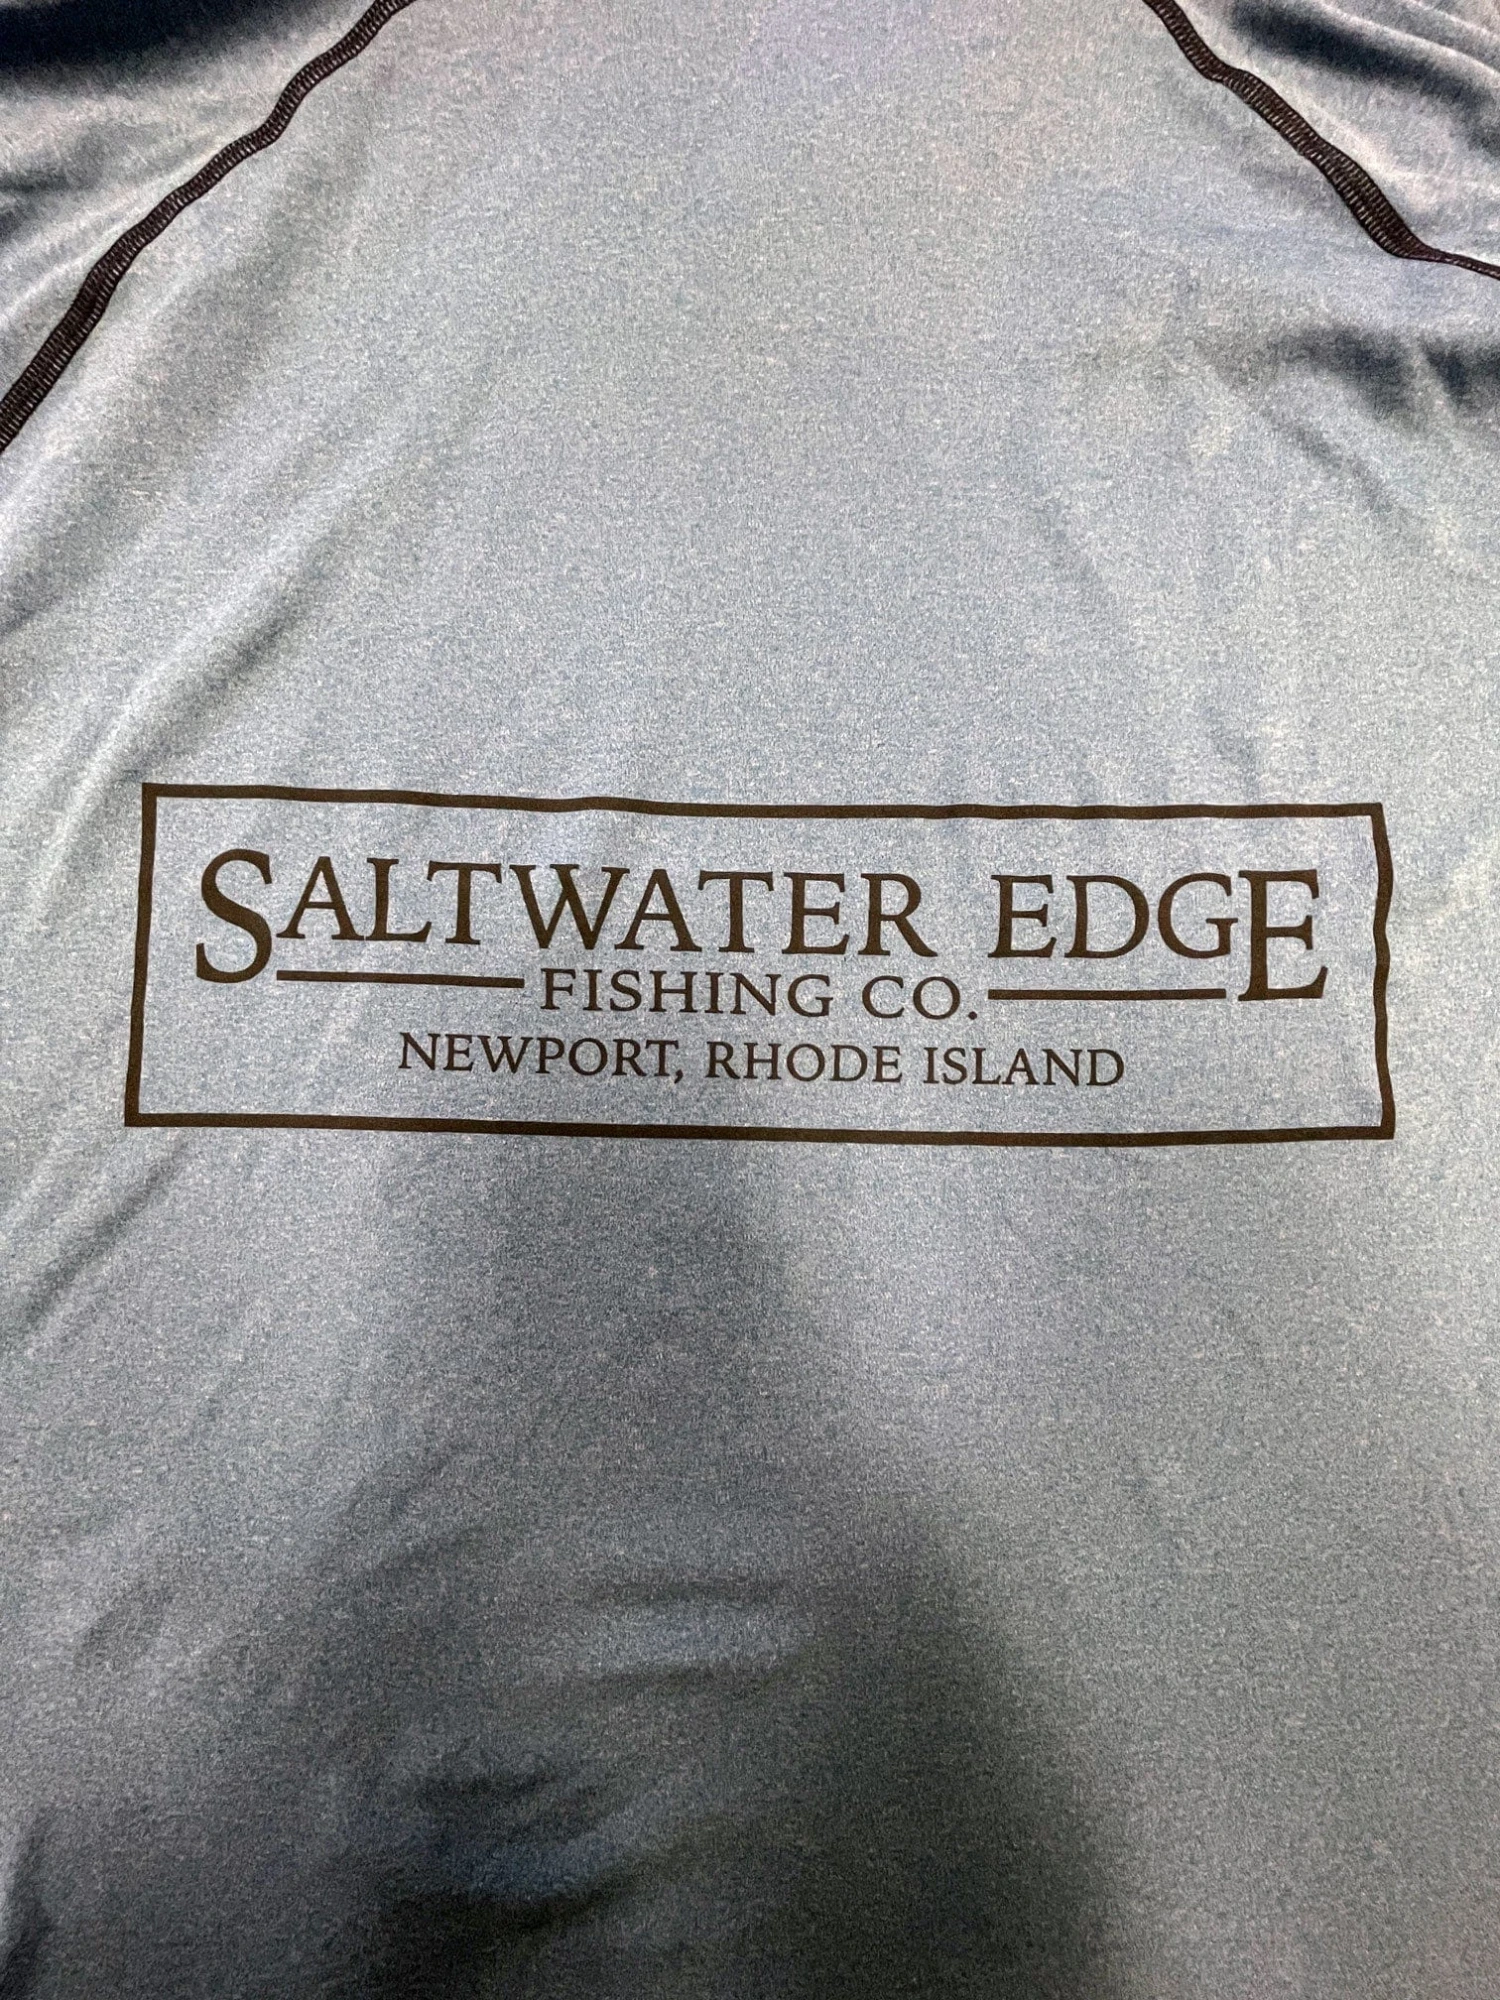 SALTWATER EDGE
FISHING CO.
NEWPORT, RHODE ISLAND